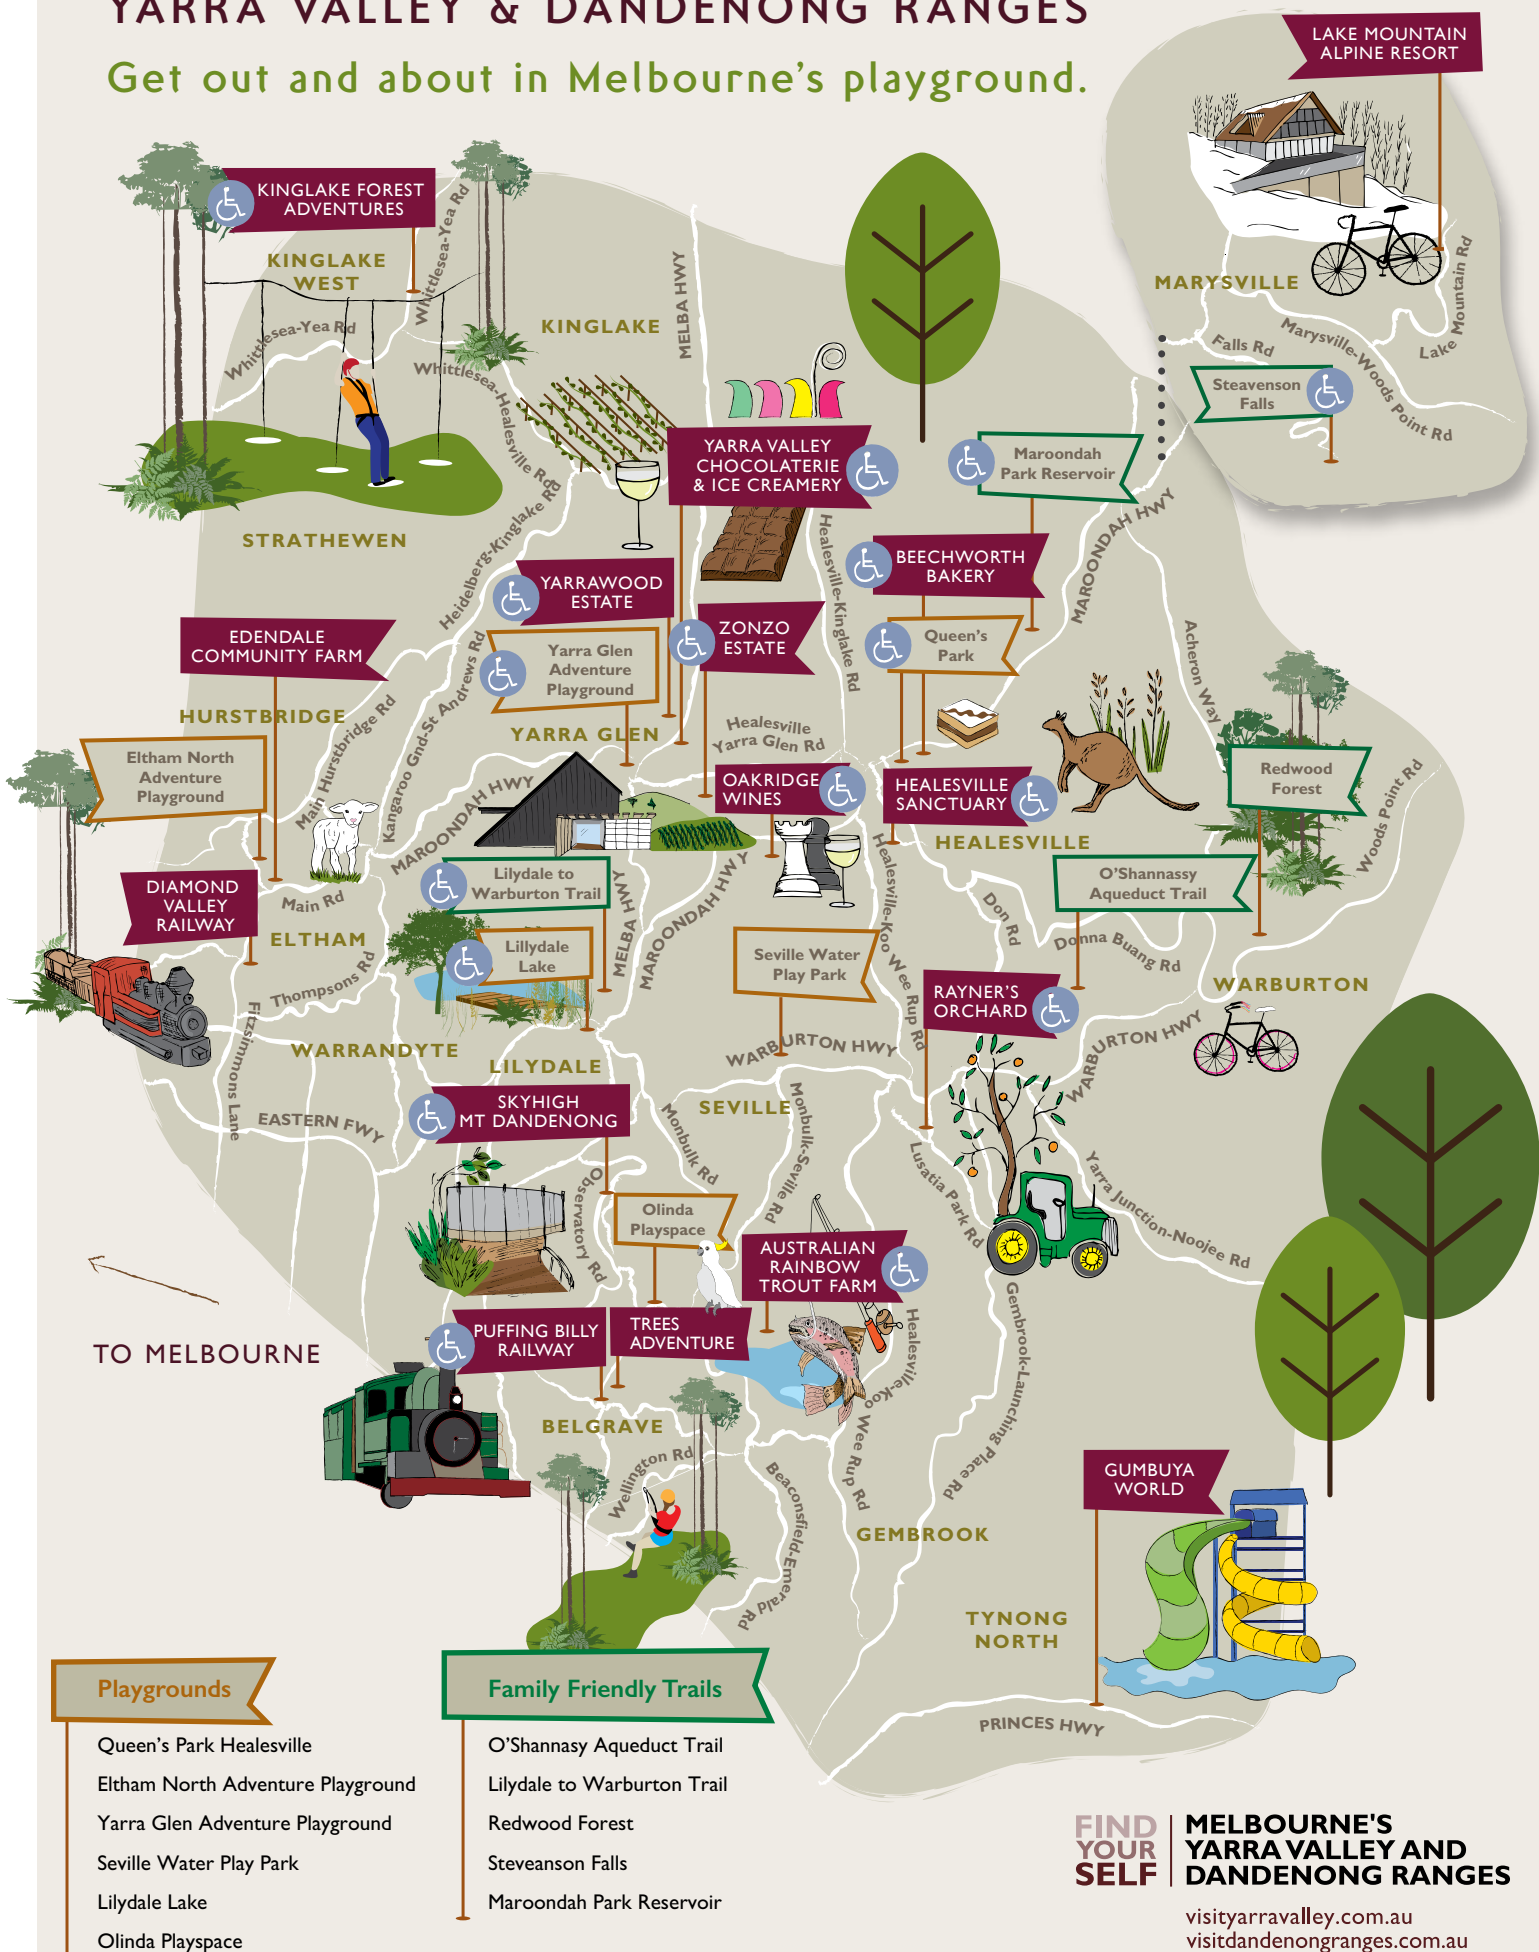 YARRA VALLEY & DANDENONG RANGES
Get out and about in Melbourne's playground.
LAKE MOUNTAIN
ALPINE RESORT
KINGLAKE FOREST
ADVENTURES
KINGLAKE
WEST
Whittlesea-Yea Rd
Whittlesea-Yea Rd
KINGLAKE
MELBA HWY
MARYSVILLE
Lake Mountain Rd
Marysville-Woods Point Rd
Falls Rd
Steavenson
Falls
Whittlesea-Healesville Rd
YARRA VALLEY
CHOCOLATERIE
& ICE CREAMERY
Maroondah
Park Reservoir
STRATHEWEN
Heidelberg-Kinglake Rd
Healesville-Kinglake Rd
MAROONDAH HWY
BEECHWORTH
BAKERY
YARRAWOOD
ESTATE
ZONZO
ESTATE
Queen's
Park
EDENDALE
COMMUNITY FARM
Yarra Glen
Adventure
Playground
Kangaroo Gnd-St Andrews Rd
Acheron Way
HURSTBRIDGE
Main Hurstbridge Rd
YARRA GLEN
Healesville
Yarra Glen Rd
Eltham North
Adventure
Playground
MAROONDAH HWY
OAKRIDGE
WINES
HEALESVILLE
SANCTUARY
HEALESVILLE
Redwood
Forest
Woods Point Rd
DIAMOND
VALLEY
RAILWAY
Main Rd
Lilydale to
Warburton Trail
MELBA HWY
MAROONDAH HWY
Healesville-Koo Wee Rup Rd
O'Shannassy
Aqueduct Trail
Don Rd
ELTHAM
Lillydale
Lake
Seville Water
Play Park
Donna Buang Rd
WARBURTON
Thompsons Rd
RAYNER'S
ORCHARD
Fitzsimmons Lane
WARRANDYTE
LILYDALE
WARBURTON HWY
WARBURTON HWY
EASTERN FWY
SKYHIGH
MT DANDENONG
SEVILLE
Monbulk Rd
Monbulk-Seville Rd
Lusatia Park Rd
Yarra Junction-Noojee Rd
Observatory Rd
Olinda
Playspace
AUSTRALIAN
RAINBOW
TROUT FARM
TO MELBOURNE
PUFFING BILLY
RAILWAY
TREES
ADVENTURE
Healesville-Koo Wee Rup Rd
Gembrook-Launching Place Rd
BELGRAVE
Wellington Rd
Beaconsfield-Emerald Rd
GEMBROOK
GUMBUYA
WORLD
TYNONG
NORTH
PRINCES HWY
Playgrounds
Queen's Park Healesville
Eltham North Adventure Playground
Yarra Glen Adventure Playground
Seville Water Play Park
Lilydale Lake
Olinda Playspace
Family Friendly Trails
O'Shannasy Aqueduct Trail
Lilydale to Warburton Trail
Redwood Forest
Steveanson Falls
Maroondah Park Reservoir
FIND
YOUR
SELF
MELBOURNE'S
YARRA VALLEY AND
DANDENONG RANGES
visityarravalley.com.au
visitdandenongranges.com.au